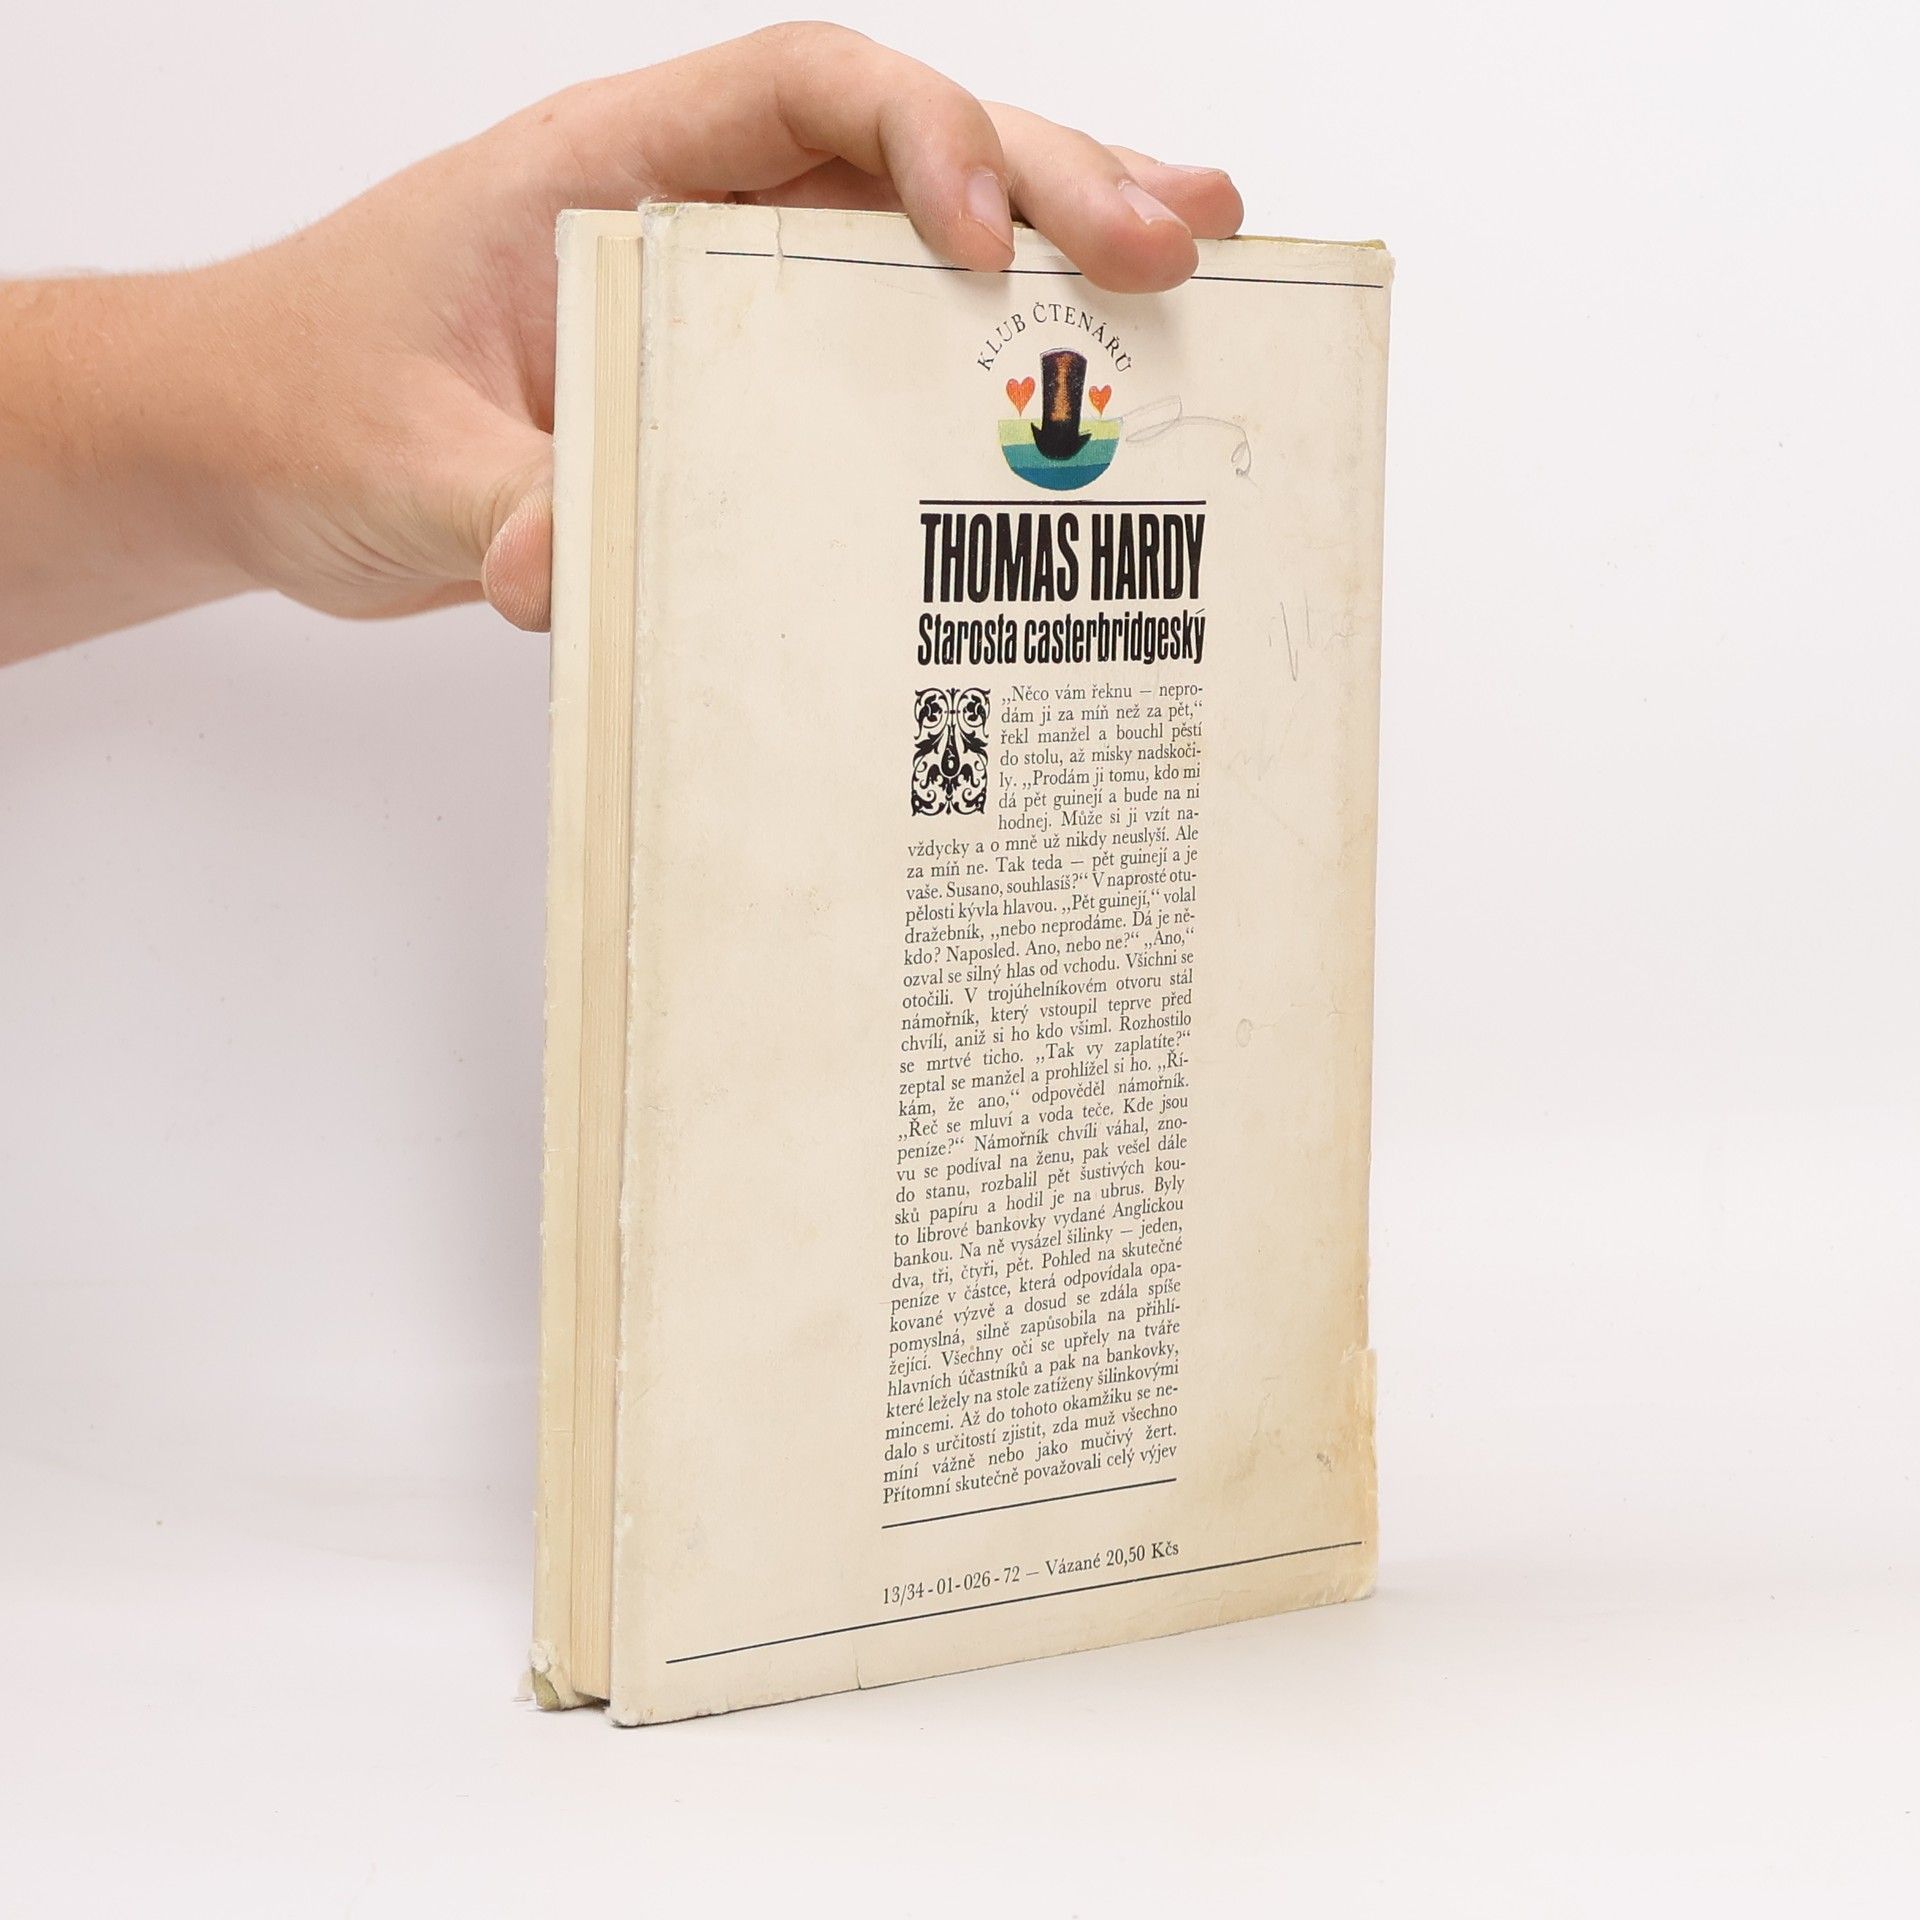 KLUB ČTENÁŘŮ
THOMAS HARDY
Starosta casterbridgeský
„Něco vám řeknu — nepro-
dám ji za míň než za pět,“
řekl manžel a bouchl pěstí
do stolu, až misky nadskoči-
ly. „Prodám ji tomu, kdo mi
dá pět guinejí a bude na ni
hodnej. Může si ji vzít na-
vždycky a o mně už nikdy neuslyší. Ale
za míň ne. Tak teda — pět guinejí a je
vaše. Susano, souhlasíš?“ V naprosté otu-
pělosti kývla hlavou. „Pět guinejí,“ volal
dražebník, „nebo neprodáme. Dá je ně-
kdo? Naposled. Ano, nebo ne?“ „Ano,“
ozval se silný hlas od vchodu. Všichni se
otočili. V trojúhelníkovém otvoru stál
námořník, který vstoupil teprve před
chvílí, aniž si ho kdo všiml. Rozhostilo
se mrtvé ticho. „Tak vy zaplatíte?“
zeptal se manžel a prohlížel si ho. „Ří-
kám, že ano,“ odpověděl námořník.
„Řeč se mluví a voda teče. Kde jsou
peníze?“ Námořník chvíli váhal, zno-
vu se podíval na ženu, pak vešel dále
do stanu, rozbalil pět šustivých kou-
sků papíru a hodil je na ubrus. Byly
to librové bankovky vydané Anglickou
bankou. Na ně vysázel šilinky — jeden,
dva, tři, čtyři, pět. Pohled na skutečné
peníze v částce, která odpovídala opa-
kované výzvě a dosud se zdála spíše
pomyslná, silně zapůsobila na přihlí-
žející. Všechny oči se upřely na tváře
hlavních účastníků a pak na bankovky,
které ležely na stole zatíženy šilinkovými
mincemi. Až do tohoto okamžiku se ne-
dalo s určitostí zjistit, zda muž všechno
míní vážně nebo jako mučivý žert.
Přítomní skutečně považovali celý výjev
13/34-01-026-72 — Vázané 20,50 Kčs